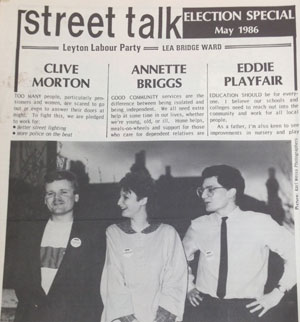 street talk
ELECTION SPECIAL
May 1986
Leyton Labour Party — LEA BRIDGE WARD
CLIVE
MORTON
TOO MANY people, particularly pen-
sioners and women, are scared to go
out or even to answer their doors at
night. To fight this, we are pledged
to work for:
• better street lighting
• more police on the beat
ANNETTE
BRIGGS
GOOD COMMUNITY services are the
difference between being isolated and
being independent. We all need extra
help at some time in our lives, whether
we're young, old, or ill. Home helps,
meals-on-wheels and support for those
who care for dependent relatives are
EDDIE
PLAYFAIR
EDUCATION SHOULD be for every-
one. I believe our schools and
colleges need to reach out into the
community and work for all local
people.
As a father, I'm also keen to see
improvements in nursery and play